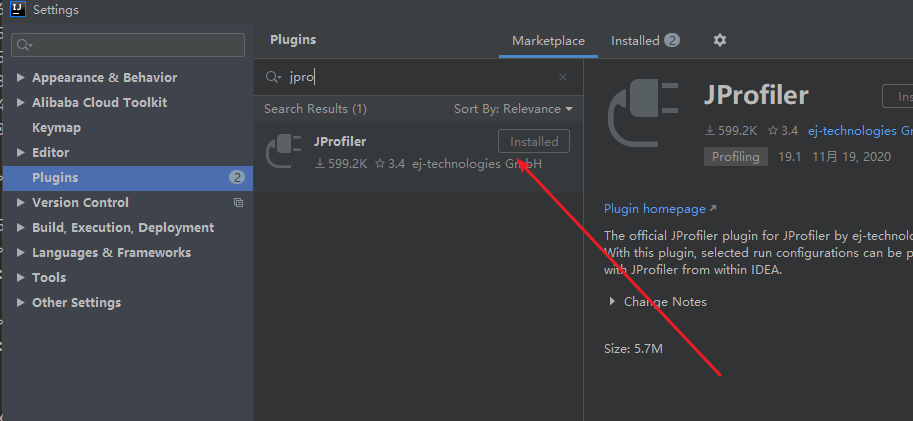 IJ
Settings
Appearance & Behavior
Alibaba Cloud Toolkit
Keymap
Editor
Plugins
2
Version Control
Build, Execution, Deployment
Languages & Frameworks
Tools
Other Settings
Plugins
Marketplace
Installed 2
jpro
Search Results (1)
Sort By: Relevance
JProfiler
Installed
599.2K 3.4 ej-technologies GmbH
JProfiler
Ins
599.2K 3.4 ej-technologies Gr
Profiling 19.1 11月 19, 2020
Plugin homepage
The official JProfiler plugin for JProfiler by ej-technolo
With this plugin, selected run configurations can be p
with JProfiler from within IDEA.
Change Notes
Size: 5.7M